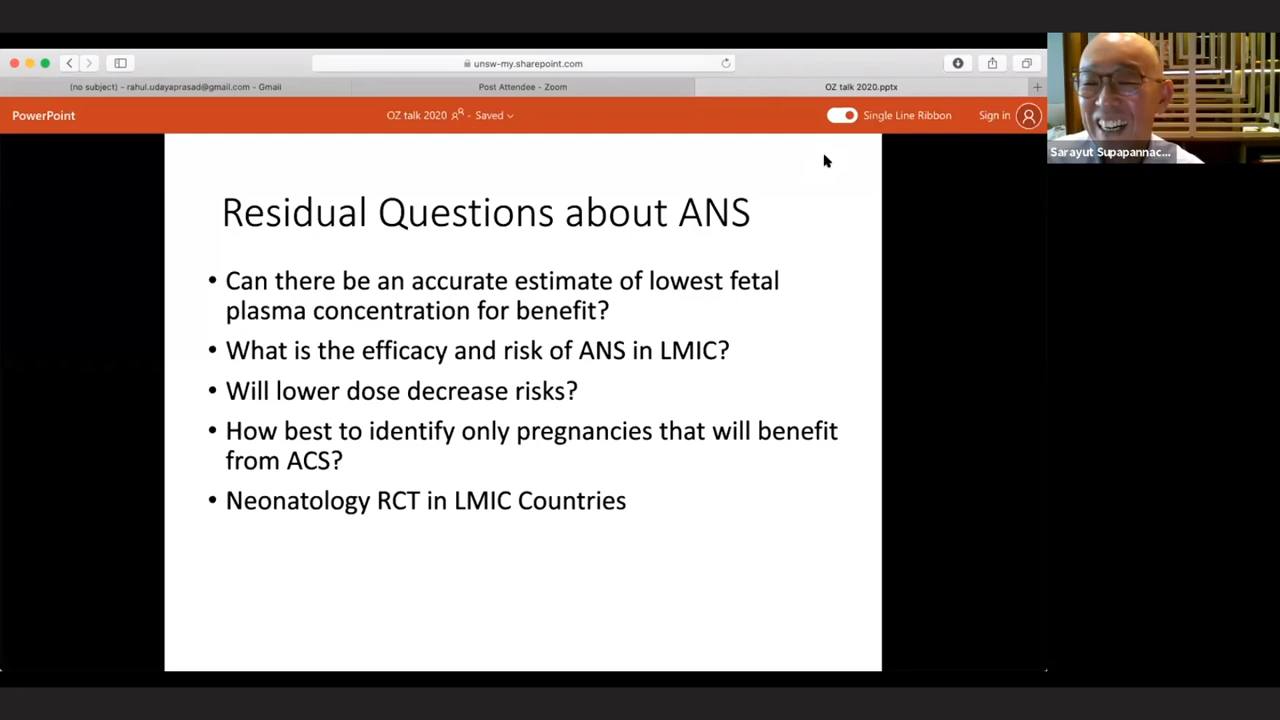 unsw-my.sharepoint.com
(no subject) - rahul.udayaprasad@gmail.com - Gmail
Post Attendee - Zoom
OZ talk 2020.pptx
PowerPoint
OZ talk 2020
- Saved
Single Line Ribbon
Sign in
Sarayut Supapannac...
Residual Questions about ANS
• Can there be an accurate estimate of lowest fetal
plasma concentration for benefit?
• What is the efficacy and risk of ANS in LMIC?
• Will lower dose decrease risks?
• How best to identify only pregnancies that will benefit
from ACS?
• Neonatology RCT in LMIC Countries